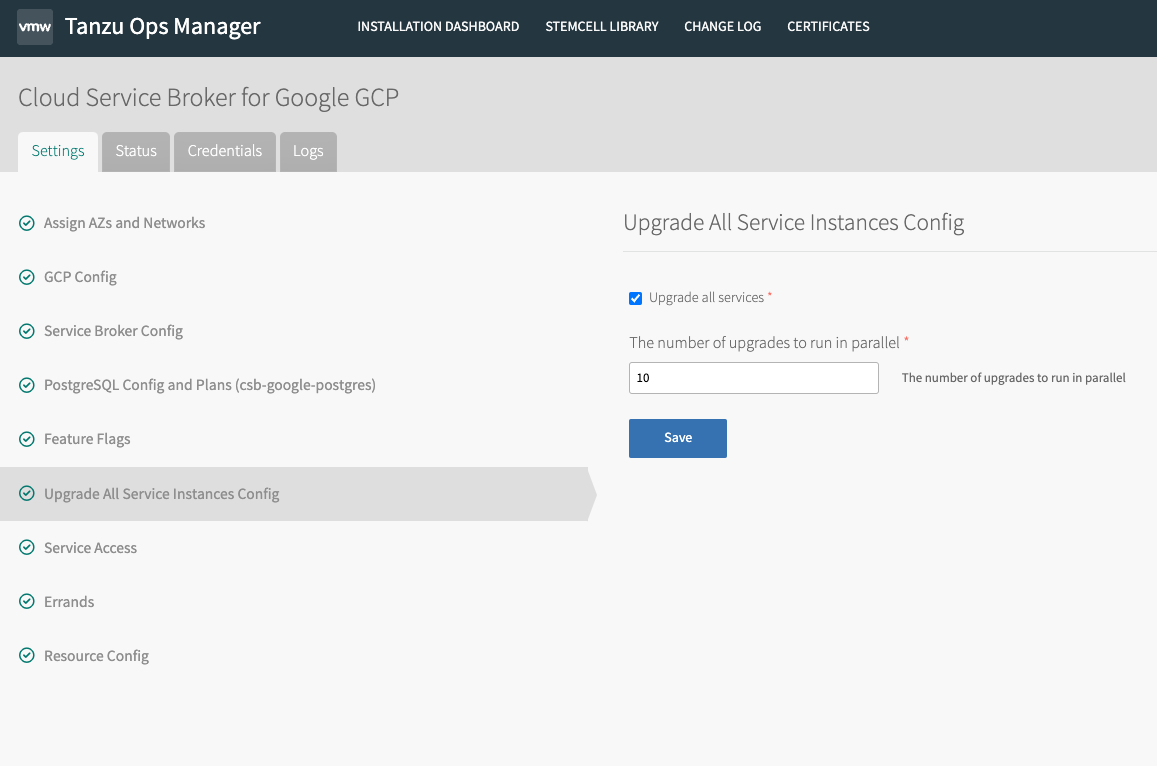 vmw Tanzu Ops Manager INSTALLATION DASHBOARD STEMCELL LIBRARY CHANGE LOG CERTIFICATES
Cloud Service Broker for Google GCP
Settings Status Credentials Logs
Assign AZs and Networks
GCP Config
Service Broker Config
PostgreSQL Config and Plans (csb-google-postgres)
Feature Flags
Upgrade All Service Instances Config
Service Access
Errands
Resource Config
Upgrade All Service Instances Config
Upgrade all services *
The number of upgrades to run in parallel *
10 The number of upgrades to run in parallel
Save